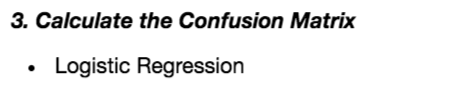 3. Calculate the Confusion Matrix
• Logistic Regression